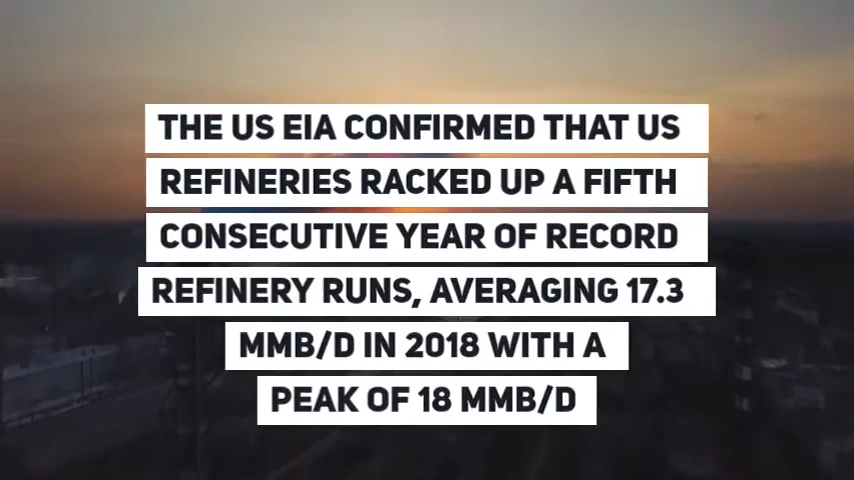 THE US EIA CONFIRMED THAT US
REFINERIES RACKED UP A FIFTH
CONSECUTIVE YEAR OF RECORD
REFINERY RUNS, AVERAGING 17.3
MMB/D IN 2018 WITH A
PEAK OF 18 MMB/D